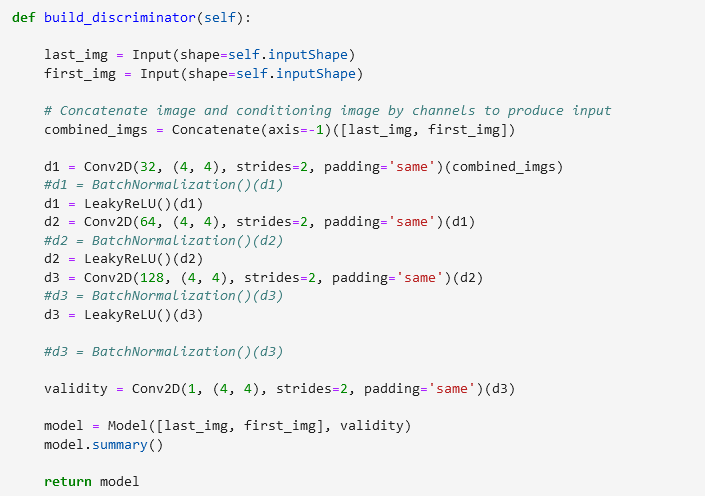 def build_discriminator(self):
    last_img = Input(shape=self.inputShape)
    first_img = Input(shape=self.inputShape)
    # Concatenate image and conditioning image by channels to produce input
    combined_imgs = Concatenate(axis=-1)([last_img, first_img])
    d1 = Conv2D(32, (4, 4), strides=2, padding='same')(combined_imgs)
    #d1 = BatchNormalization()(d1)
    d1 = LeakyReLU()(d1)
    d2 = Conv2D(64, (4, 4), strides=2, padding='same')(d1)
    #d2 = BatchNormalization()(d2)
    d2 = LeakyReLU()(d2)
    d3 = Conv2D(128, (4, 4), strides=2, padding='same')(d2)
    #d3 = BatchNormalization()(d3)
    d3 = LeakyReLU()(d3)
    #d3 = BatchNormalization()(d3)
    validity = Conv2D(1, (4, 4), strides=2, padding='same')(d3)
    model = Model([last_img, first_img], validity)
    model.summary()
    return model